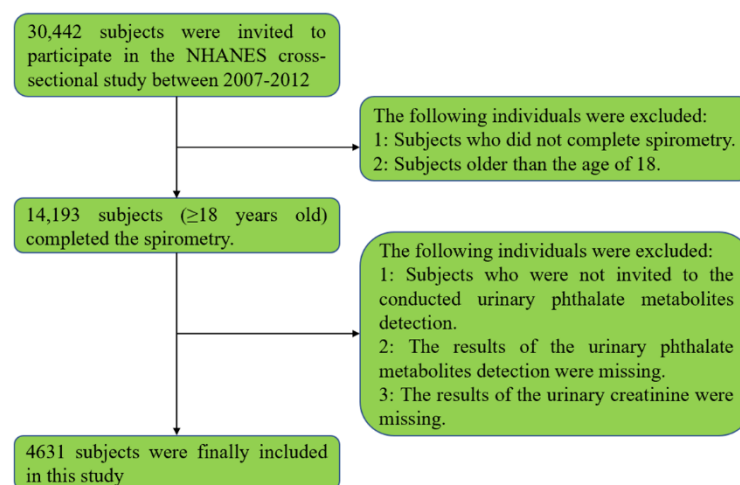 30,442 subjects were invited to
participate in the NHANES cross-
sectional study between 2007-2012
The following individuals were excluded:
1: Subjects who did not complete spirometry.
2: Subjects older than the age of 18.
14,193 subjects (≥18 years old)
completed the spirometry.
The following individuals were excluded:
1: Subjects who were not invited to the
conducted urinary phthalate metabolites
detection.
2: The results of the urinary phthalate
metabolites detection were missing.
3: The results of the urinary creatinine were
missing.
4631 subjects were finally included
in this study